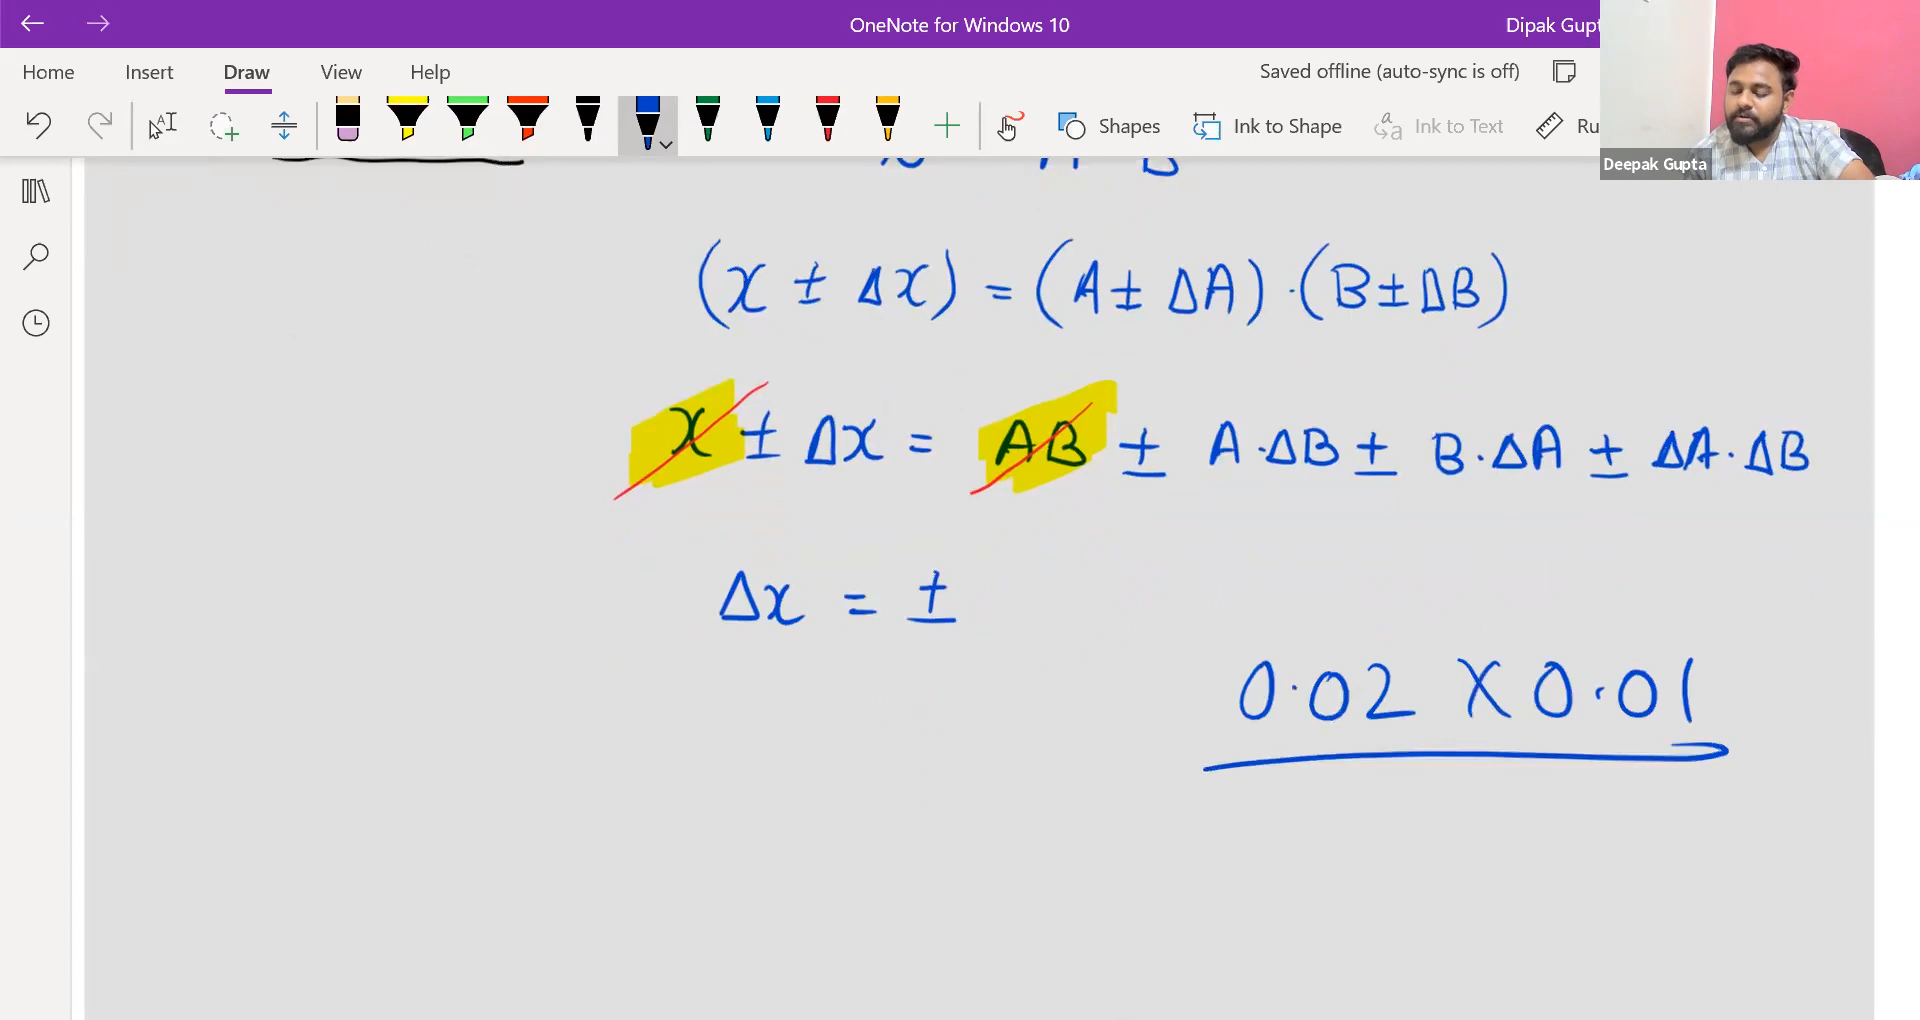 OneNote for Windows 10
Dipak Gupt
Home Insert Draw View Help
Saved offline (auto-sync is off)
Shapes Ink to Shape Ink to Text Ru
Deepak Gupta
(x ± Δx) = (A ± ΔA) · (B ± ΔB)
x ± Δx = AB ± A·ΔB ± B·ΔA ± ΔA·ΔB
Δx = ±
0.02 × 0.01